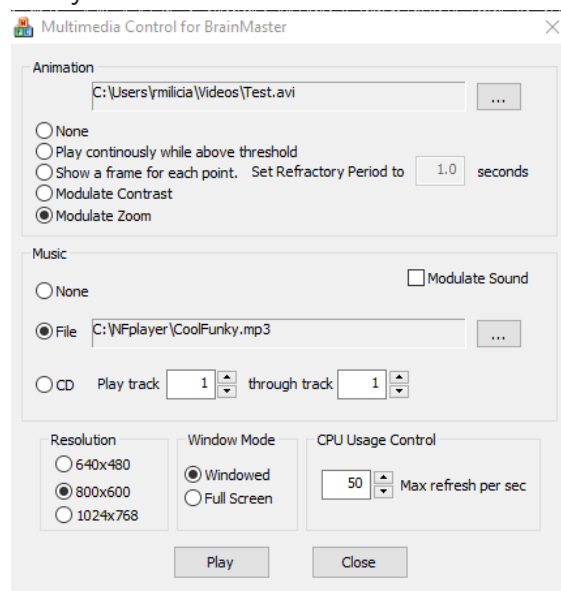 Multimedia Control for BrainMaster
Animation
C:\Users\rmilicia\Videos\Test.avi ...
None
Play continously while above threshold
Show a frame for each point. Set Refractory Period to 1.0 seconds
Modulate Contrast
Modulate Zoom
Music
Modulate Sound
None
File C:\NFplayer\CoolFunky.mp3 ...
CD Play track 1 through track 1
Resolution Window Mode CPU Usage Control
640x480
Windowed
50 Max refresh per sec
800x600
Full Screen
1024x768
Play Close